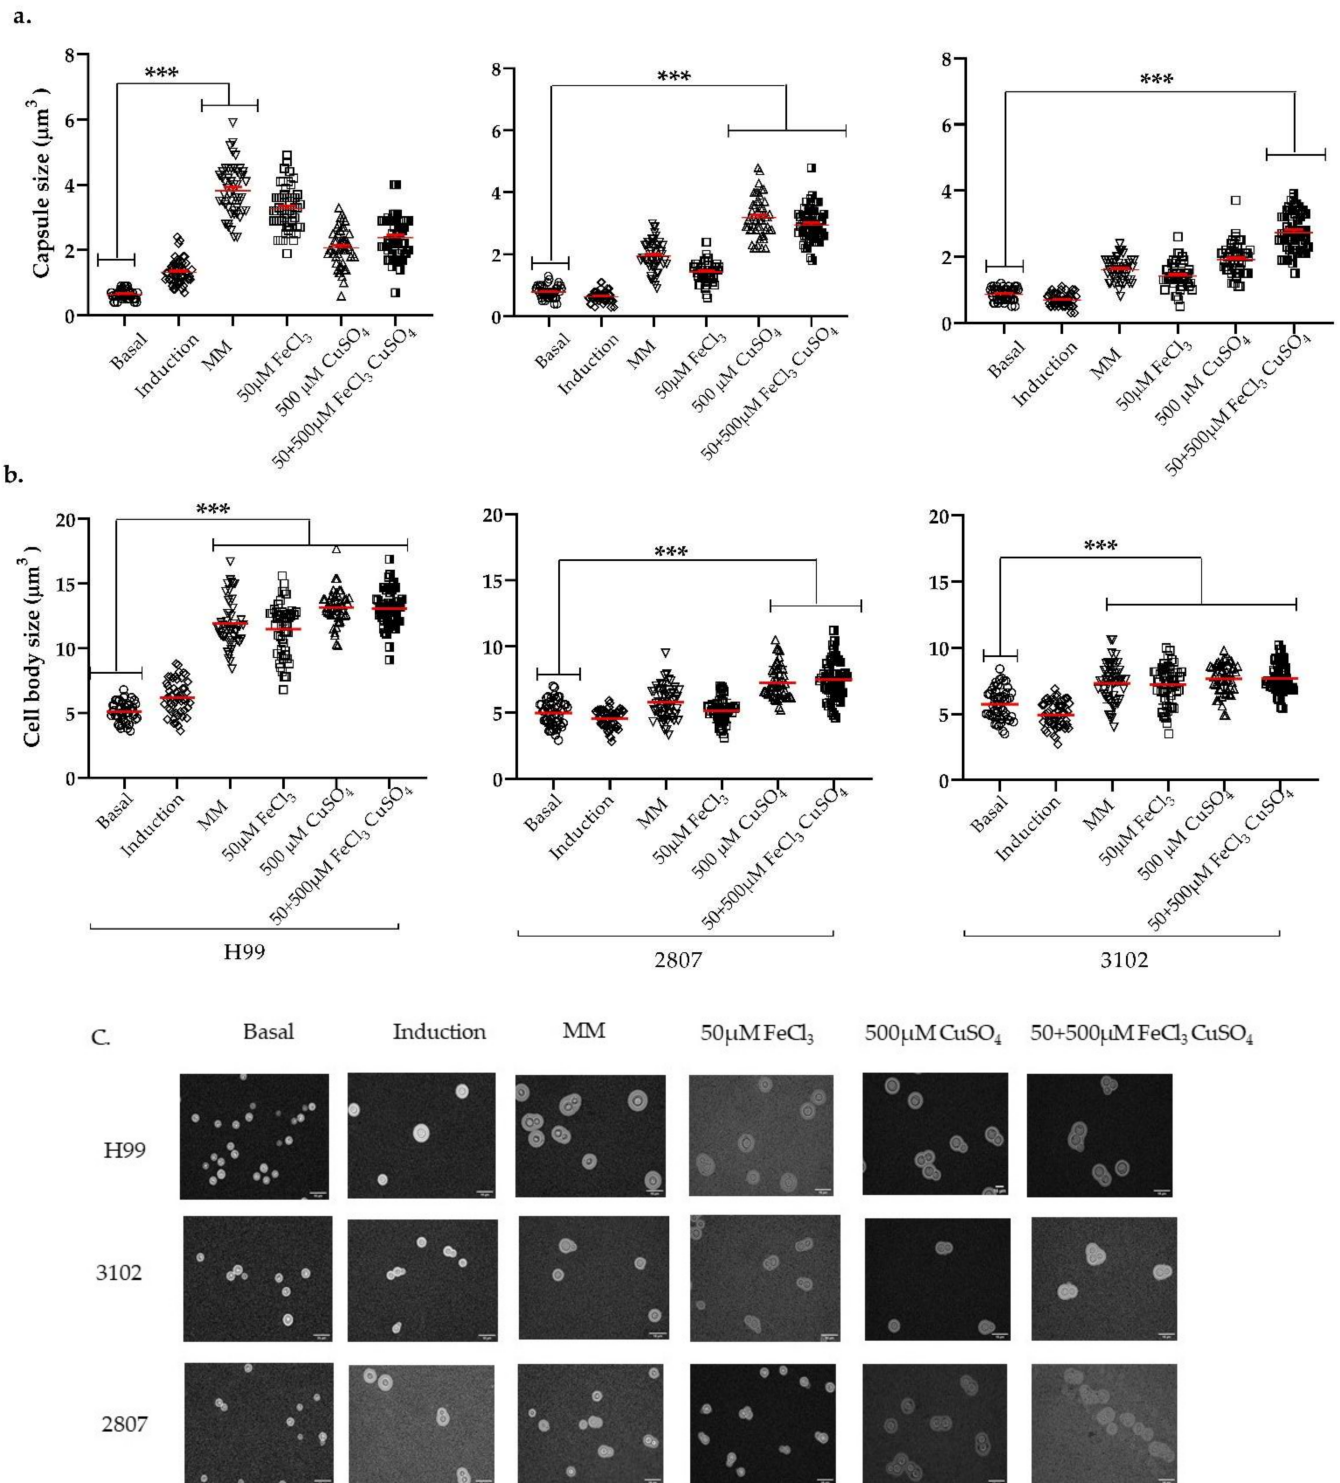 a.
Capsule size (μm³)
8
6
4
2
0
***
Basal
Induction
MM
50μM FeCl₃
500 μM CuSO₄
50+500μM FeCl₃ CuSO₄
8
6
4
2
0
***
Basal
Induction
MM
50μM FeCl₃
500 μM CuSO₄
50+500μM FeCl₃ CuSO₄
8
6
4
2
0
***
Basal
Induction
MM
50μM FeCl₃
500 μM CuSO₄
50+500μM FeCl₃ CuSO₄
b.
Cell body size (μm³)
20
15
10
5
0
***
Basal
Induction
MM
50μM FeCl₃
500 μM CuSO₄
50+500μM FeCl₃ CuSO₄
H99
20
15
10
5
0
***
Basal
Induction
MM
50μM FeCl₃
500 μM CuSO₄
50+500μM FeCl₃ CuSO₄
2807
20
15
10
5
0
***
Basal
Induction
MM
50μM FeCl₃
500 μM CuSO₄
50+500μM FeCl₃ CuSO₄
3102
C.
Basal Induction MM 50μM FeCl₃ 500μM CuSO₄ 50+500μM FeCl₃ CuSO₄
H99
3102
2807